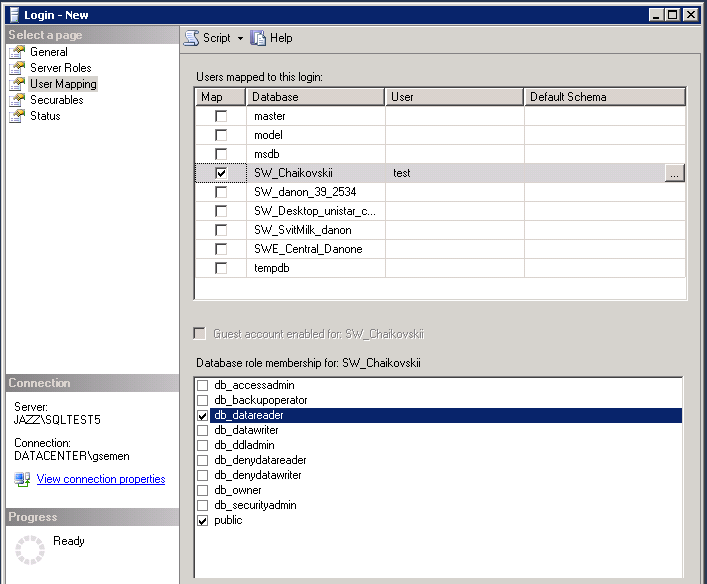 Login - New
Select a page
General
Server Roles
User Mapping
Securables
Status
Script Help
Users mapped to this login:
Map Database User Default Schema
master
model
msdb
SW_Chaikovskii test ...
SW_danon_39_2534
SW_Desktop_unistar_c...
SW_SvitMilk_danon
SWE_Central_Danone
tempdb
Guest account enabled for: SW_Chaikovskii
Database role membership for: SW_Chaikovskii
db_accessadmin
db_backupoperator
db_datareader
db_datawriter
db_ddladmin
db_denydatareader
db_denydatawriter
db_owner
db_securityadmin
public
Connection
Server:
JAZZ\SQLTEST5
Connection:
DATACENTER\gsemen
View connection properties
Progress
Ready